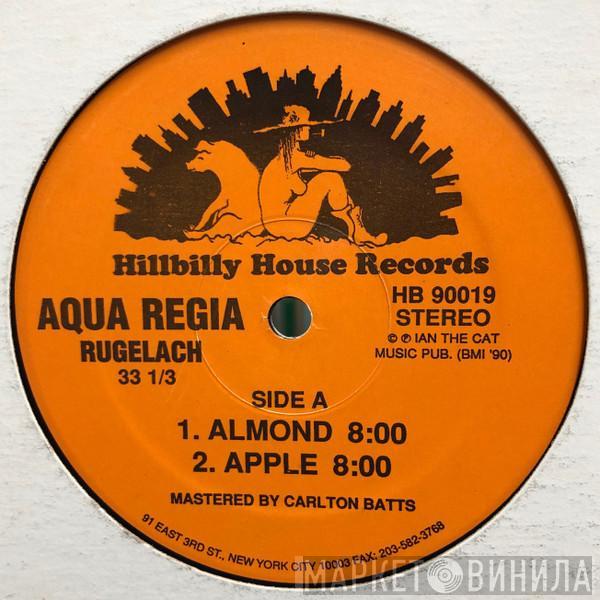 Hillbilly House Records
AQUA REGIA
RUGELACH
33 1/3
HB 90019
STEREO
© ℗ IAN THE CAT
MUSIC PUB. (BMI '90)
SIDE A
1. ALMOND 8:00
2. APPLE 8:00
MASTERED BY CARLTON BATTS
91 EAST 3RD ST., NEW YORK CITY 10003 FAX: 203-582-3768
МАРКЕТ ВИНИЛА